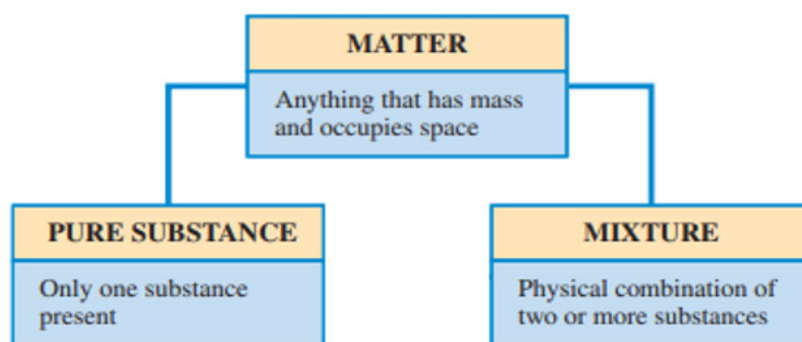 MATTER
Anything that has mass
and occupies space
PURE SUBSTANCE
Only one substance
present
MIXTURE
Physical combination of
two or more substances